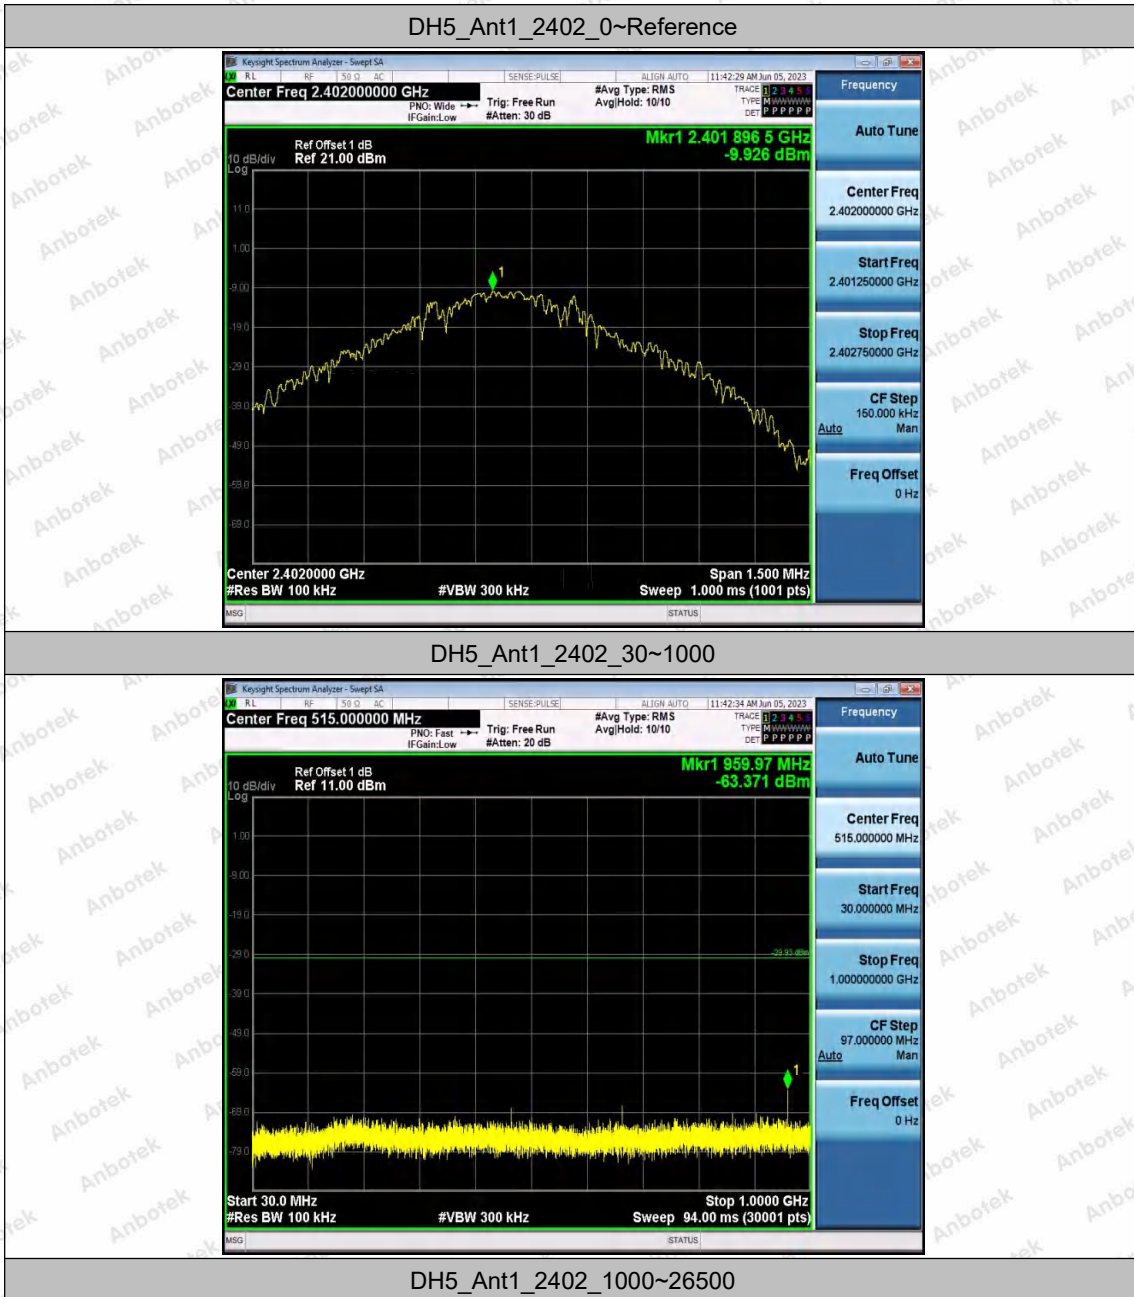 DH5_Ant1_2402_0~Reference
Keysight Spectrum Analyzer - Swept SA
RL RF 50 Ω AC SENSE:PULSE ALIGN AUTO 11:42:29 AM Jun 05, 2023
Center Freq 2.402000000 GHz
PNO: Wide
IFGain:Low
Trig: Free Run
#Atten: 30 dB
#Avg Type: RMS
Avg|Hold: 10/10
TRACE 1 2 3 4 5 6
TYPE M WWWWW
DET P P P P P P
Frequency
Mkr1 2.401 896 5 GHz
-9.926 dBm
Ref Offset 1 dB
10 dB/div Ref 21.00 dBm
Log
11.0
1.00
-9.00
-19.0
-29.0
-39.0
-49.0
-59.0
-69.0
1
Center 2.4020000 GHz Span 1.500 MHz
#Res BW 100 kHz #VBW 300 kHz Sweep 1.000 ms (1001 pts)
MSG STATUS
Auto Tune
Center Freq
2.402000000 GHz
Start Freq
2.401250000 GHz
Stop Freq
2.402750000 GHz
CF Step
150.000 kHz
Auto Man
Freq Offset
0 Hz
DH5_Ant1_2402_30~1000
Keysight Spectrum Analyzer - Swept SA
RL RF 50 Ω AC SENSE:PULSE ALIGN AUTO 11:42:34 AM Jun 05, 2023
Center Freq 515.000000 MHz
PNO: Fast
IFGain:Low
Trig: Free Run
#Atten: 20 dB
#Avg Type: RMS
Avg|Hold: 10/10
TRACE 1 2 3 4 5 6
TYPE M WWWWW
DET P P P P P P
Frequency
Mkr1 959.97 MHz
-63.371 dBm
Ref Offset 1 dB
10 dB/div Ref 11.00 dBm
Log
1.00
-9.00
-19.0
-29.0
-39.0
-49.0
-59.0
-69.0
-79.0
-29.93 dBm
1
Start 30.0 MHz Stop 1.0000 GHz
#Res BW 100 kHz #VBW 300 kHz Sweep 94.00 ms (30001 pts)
MSG STATUS
Auto Tune
Center Freq
515.000000 MHz
Start Freq
30.000000 MHz
Stop Freq
1.000000000 GHz
CF Step
97.000000 MHz
Auto Man
Freq Offset
0 Hz
DH5_Ant1_2402_1000~26500
Anbotek